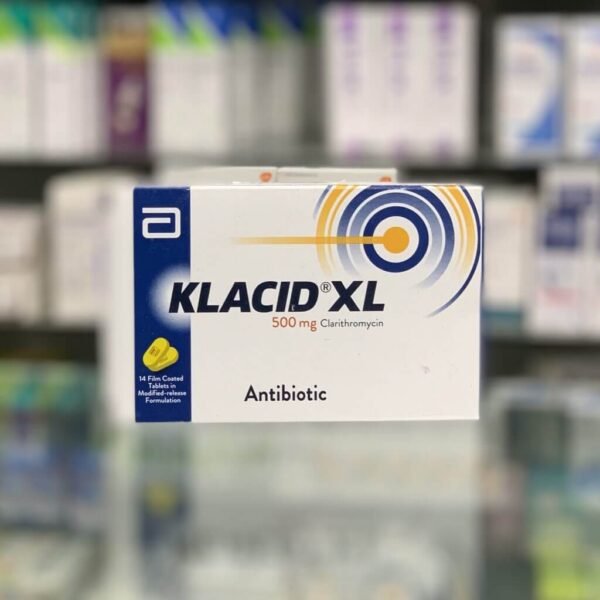 KLACID® XL
500 mg Clarithromycin
14 Film Coated
Tablets in
Modified-release
Formulation
Antibiotic